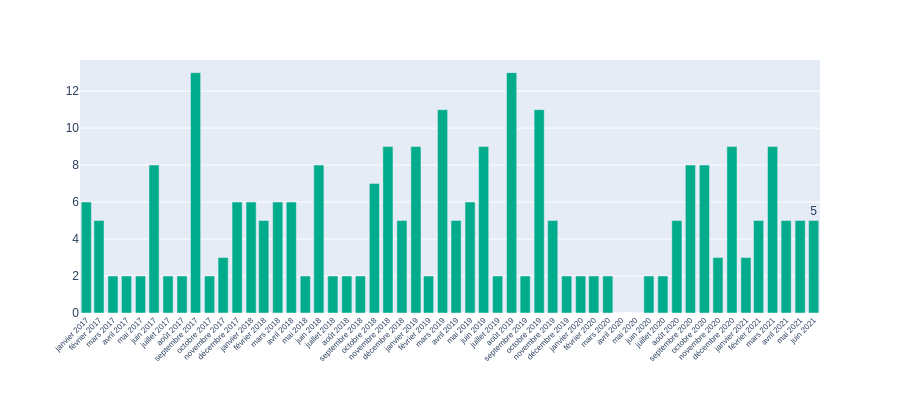 12
10
8
6
4
2
0
5
janvier 2017
février 2017
mars 2017
avril 2017
mai 2017
juin 2017
juillet 2017
août 2017
septembre 2017
octobre 2017
novembre 2017
décembre 2017
janvier 2018
février 2018
mars 2018
avril 2018
mai 2018
juin 2018
juillet 2018
août 2018
septembre 2018
octobre 2018
novembre 2018
décembre 2018
janvier 2019
février 2019
mars 2019
avril 2019
mai 2019
juin 2019
juillet 2019
août 2019
septembre 2019
octobre 2019
novembre 2019
décembre 2019
janvier 2020
février 2020
mars 2020
avril 2020
mai 2020
juin 2020
juillet 2020
août 2020
septembre 2020
octobre 2020
novembre 2020
décembre 2020
janvier 2021
février 2021
mars 2021
avril 2021
mai 2021
juin 2021